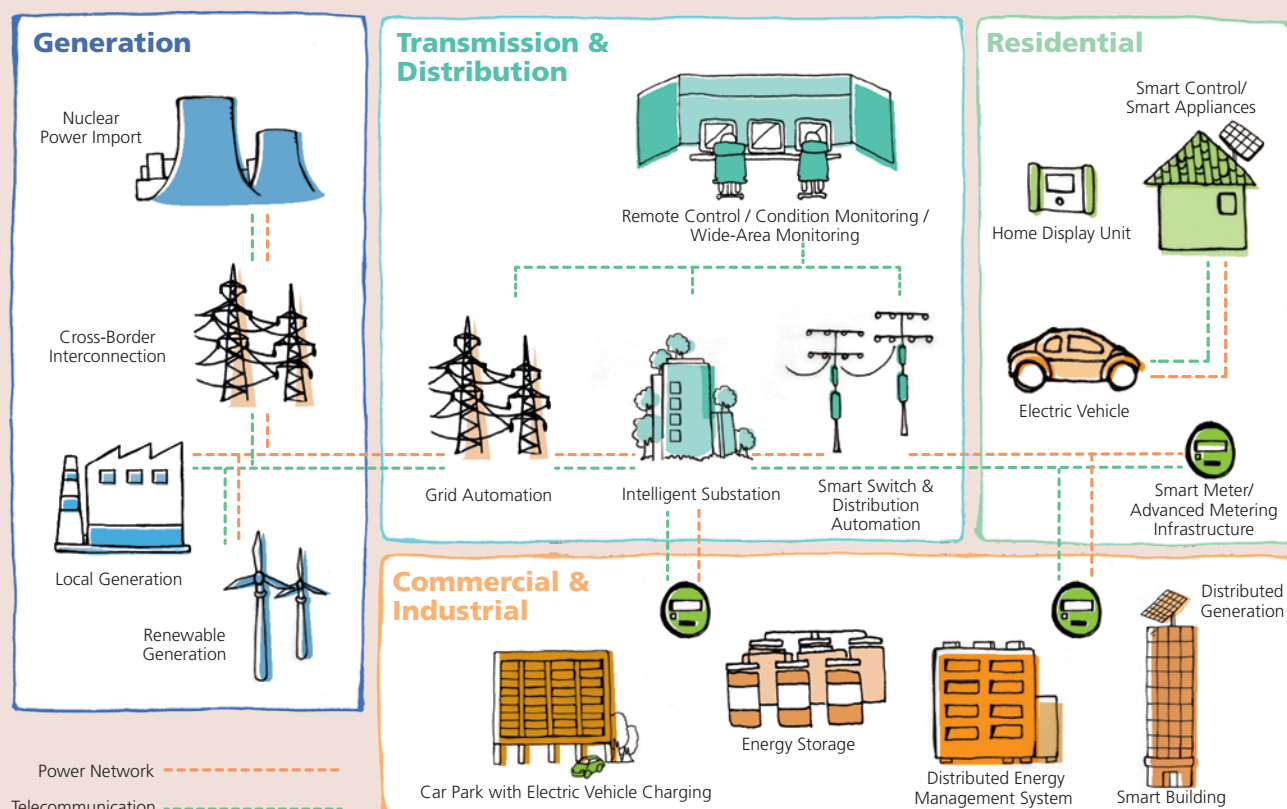 Generation
Nuclear
Power Import
Cross-Border
Interconnection
Local Generation
Renewable
Generation
Transmission &
Distribution
Remote Control / Condition Monitoring /
Wide-Area Monitoring
Grid Automation
Intelligent Substation
Smart Switch &
Distribution
Automation
Residential
Smart Control/
Smart Appliances
Home Display Unit
Electric Vehicle
Smart Meter/
Advanced Metering
Infrastructure
Commercial &
Industrial
Car Park with Electric Vehicle Charging
Energy Storage
Distributed Energy
Management System
Distributed
Generation
Smart Building
Power Network
Telecommunication